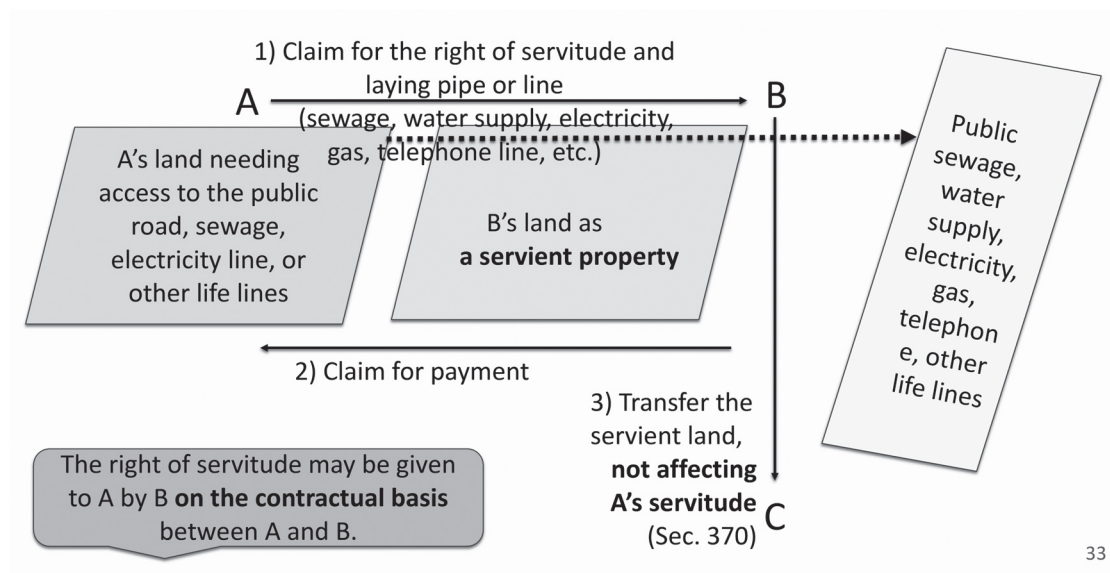 1) Claim for the right of servitude and
laying pipe or line
(sewage, water supply, electricity,
gas, telephone line, etc.)
A
B
A's land needing
access to the public
road, sewage,
electricity line, or
other life lines
B's land as
a servient property
Public
sewage,
water
supply,
electricity,
gas,
telephon
e, other
life lines
2) Claim for payment
3) Transfer the
servient land,
not affecting
A's servitude
(Sec. 370)
C
The right of servitude may be given
to A by B on the contractual basis
between A and B.
33